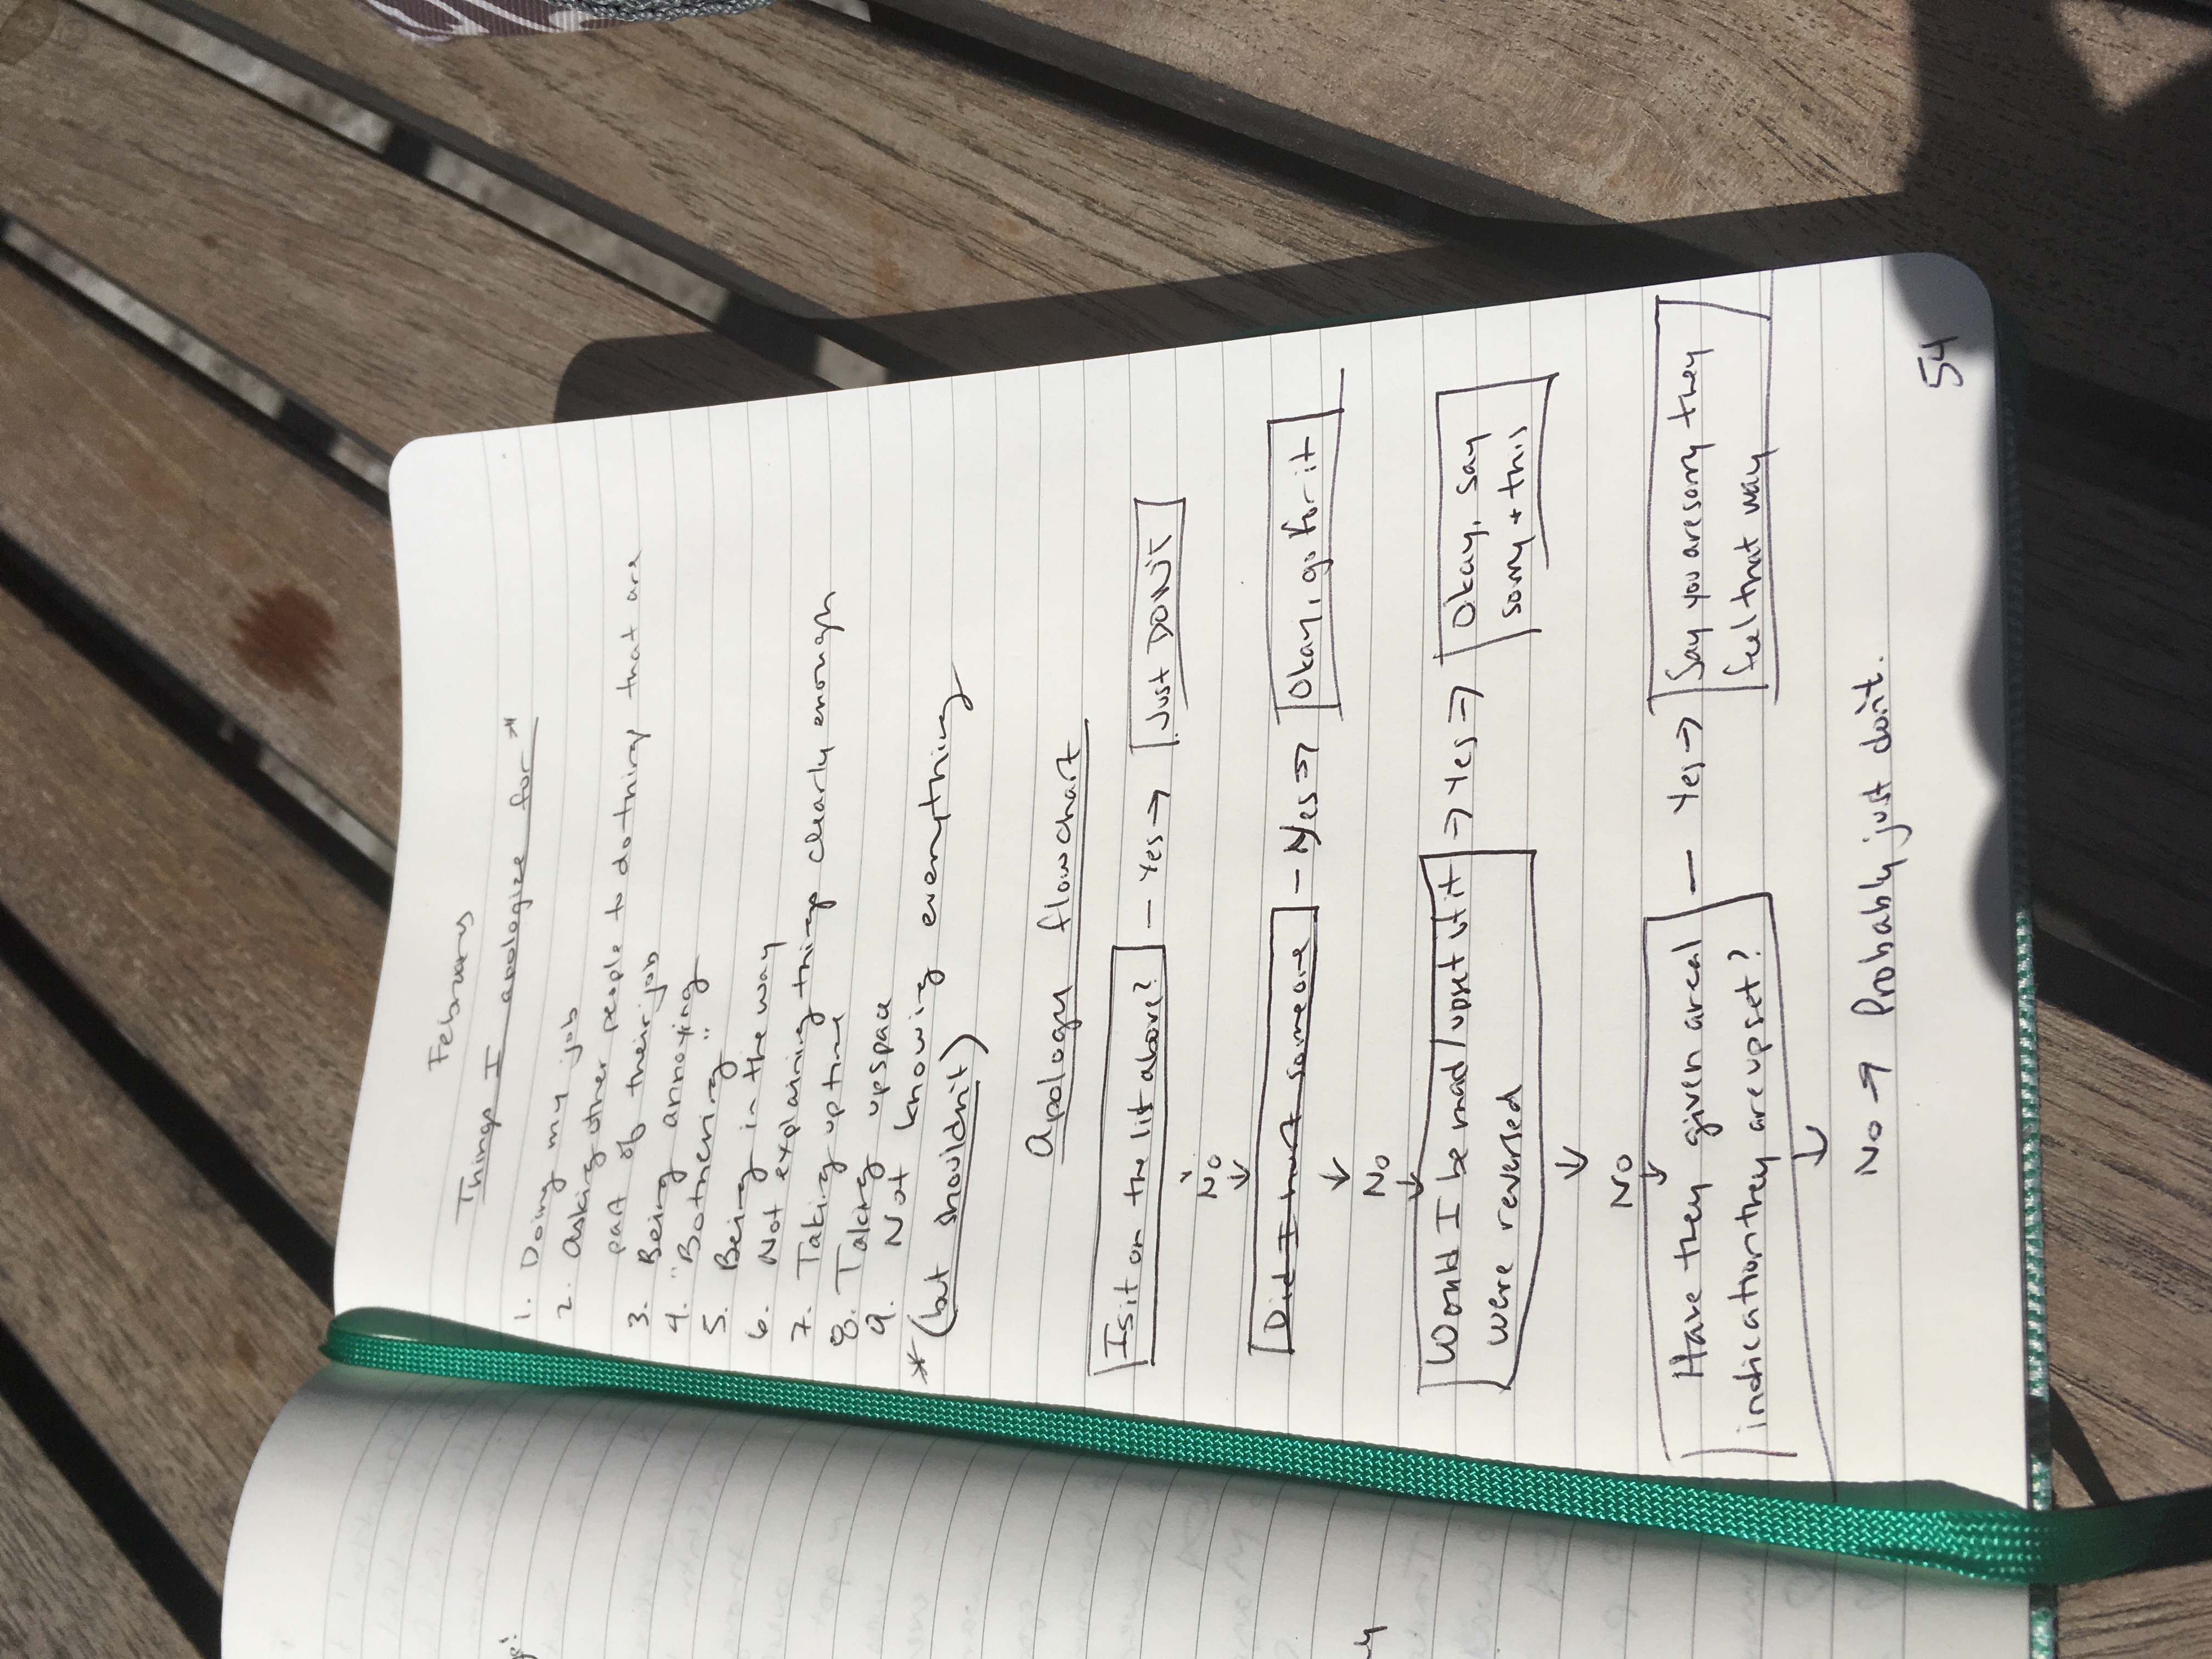 February
Things I apologize for *
1. Doing my job
2. Asking other people to do things that are
part of their job
3. Being annoying
4. "Bothering"
5. Being in the way
6. Not explaining things clearly enough
7. Taking up time
8. Taking up space
9. Not knowing everything
* (but shouldn't)
Apology flowchart
Is it on the list above? - Yes → Just DON'T
No
↓
Did I hurt someone - Yes ⇒ Okay, go for it
↓
No
↓
Would I be mad/upset if it → Yes → Okay, say
were reversed sorry + this
↓
No
↓
Have they given a real — Yes → Say you are sorry they
indication they are upset? feel that way
↓
No → Probably just don't.
54